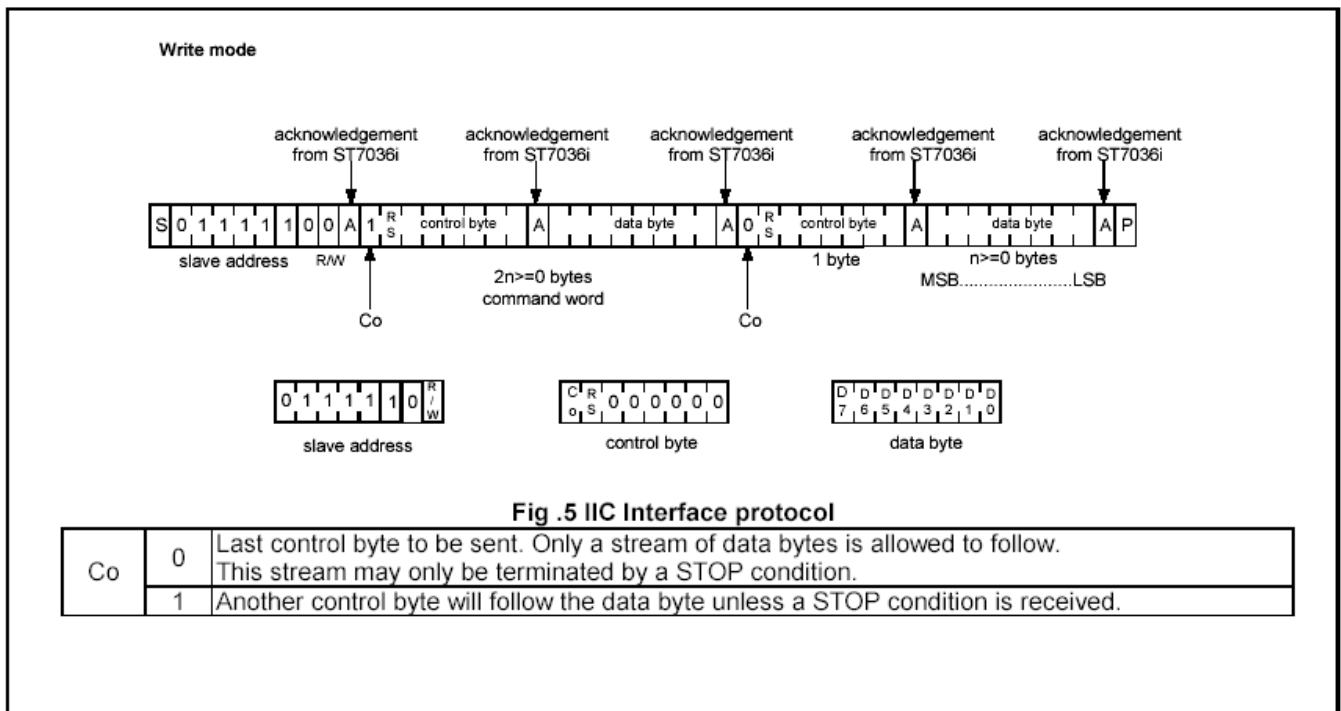 Write mode
acknowledgement acknowledgement acknowledgement acknowledgement acknowledgement
from ST7036i from ST7036i from ST7036i from ST7036i from ST7036i
S 0 1 1 1 1 1 0 0 A 1 RS control byte A data byte A 0 RS control byte A data byte A P
slave address R/W 2n>=0 bytes 1 byte n>=0 bytes
command word MSB........................LSB
Co Co
0 1 1 1 1 1 0 R/W Co RS 0 0 0 0 0 0 D7 D6 D5 D4 D3 D2 D1 D0
slave address control byte data byte
Fig .5 IIC Interface protocol
Co 0 Last control byte to be sent. Only a stream of data bytes is allowed to follow.
This stream may only be terminated by a STOP condition.
1 Another control byte will follow the data byte unless a STOP condition is received.